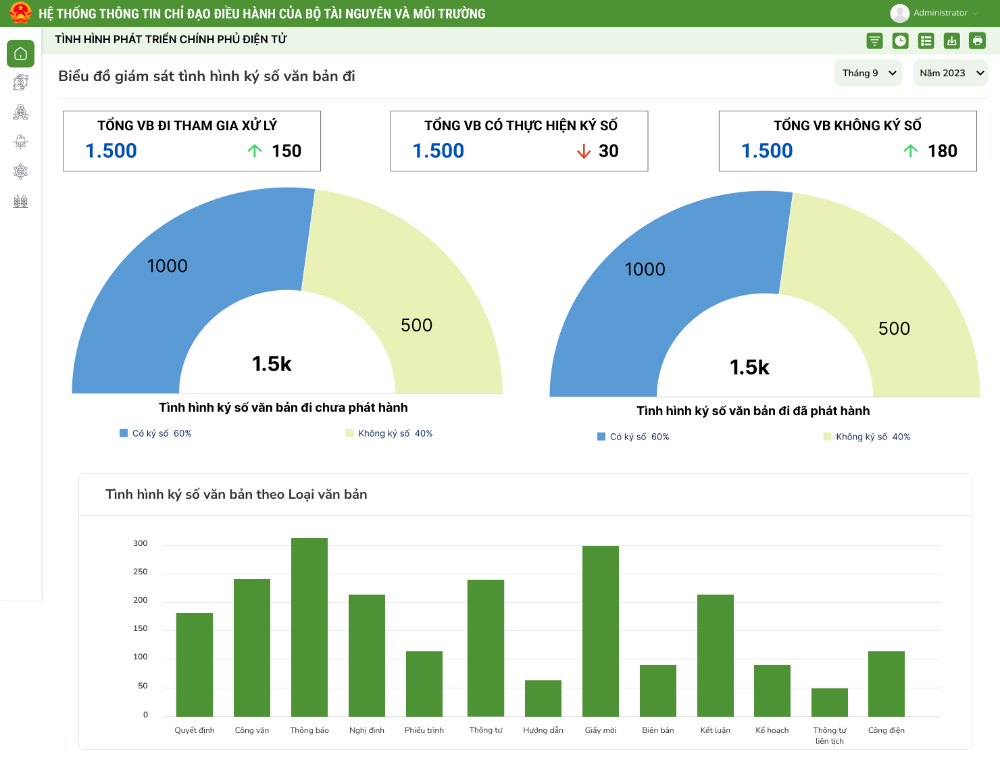 HỆ THỐNG THÔNG TIN CHỈ ĐẠO ĐIỀU HÀNH CỦA BỘ TÀI NGUYÊN VÀ MÔI TRƯỜNG
Administrator
TÌNH HÌNH PHÁT TRIỂN CHÍNH PHỦ ĐIỆN TỬ
Biểu đồ giám sát tình hình ký số văn bản đi
Tháng 9
Năm 2023
TỔNG VB ĐI THAM GIA XỬ LÝ
1.500
150
TỔNG VB CÓ THỰC HIỆN KÝ SỐ
1.500
30
TỔNG VB KHÔNG KÝ SỐ
1.500
180
1000
500
1.5k
Tình hình ký số văn bản đi chưa phát hành
Có ký số 60%
Không ký số 40%
1000
500
1.5k
Tình hình ký số văn bản đi đã phát hành
Có ký số 60%
Không ký số 40%
Tình hình ký số văn bản theo Loại văn bản
300
250
200
150
100
50
0
Quyết định
Công văn
Thông báo
Nghị định
Phiếu trình
Thông tư
Hướng dẫn
Giấy mời
Biên bản
Kết luận
Kế hoạch
Thông tư
liên tịch
Công điện